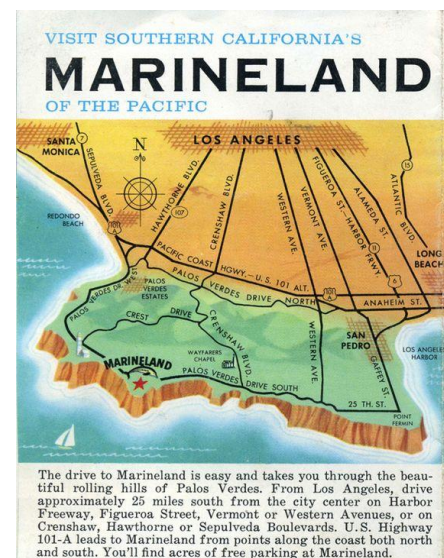 VISIT SOUTHERN CALIFORNIA'S
MARINELAND
OF THE PACIFIC
SANTA
MONICA
7
SEPULVEDA BLVD.
N
S
LOS ANGELES
15
REDONDO
BEACH
101
A
HAWTHORNE BLVD.
107
CRENSHAW BLVD.
WESTERN AVE.
VERMONT AVE.
FIGUEROA ST.—HARBOR FRWY.
11
ALAMEDA ST.
ATLANTIC BLVD.
LONG
BEACH
6
PACIFIC COAST HGWY.—U.S. 101 ALT.
101
A
PALOS VERDES DR. WEST
PALOS
VERDES
ESTATES
PALOS VERDES DRIVE NORTH
ANAHEIM ST.
CREST DRIVE
CRENSHAW BLVD.
WESTERN AVE.
SAN
PEDRO
GAFFEY ST.
LOS ANGELES
HARBOR
MARINELAND
WAYFARERS
CHAPEL
PALOS VERDES DRIVE SOUTH
25 TH. ST.
POINT
FERMIN
The drive to Marineland is easy and takes you through the beau-
tiful rolling hills of Palos Verdes. From Los Angeles, drive
approximately 25 miles south from the city center on Harbor
Freeway, Figueroa Street, Vermont or Western Avenues, or on
Crenshaw, Hawthorne or Sepulveda Boulevards. U.S. Highway
101-A leads to Marineland from points along the coast both north
and south. You'll find acres of free parking at Marineland.